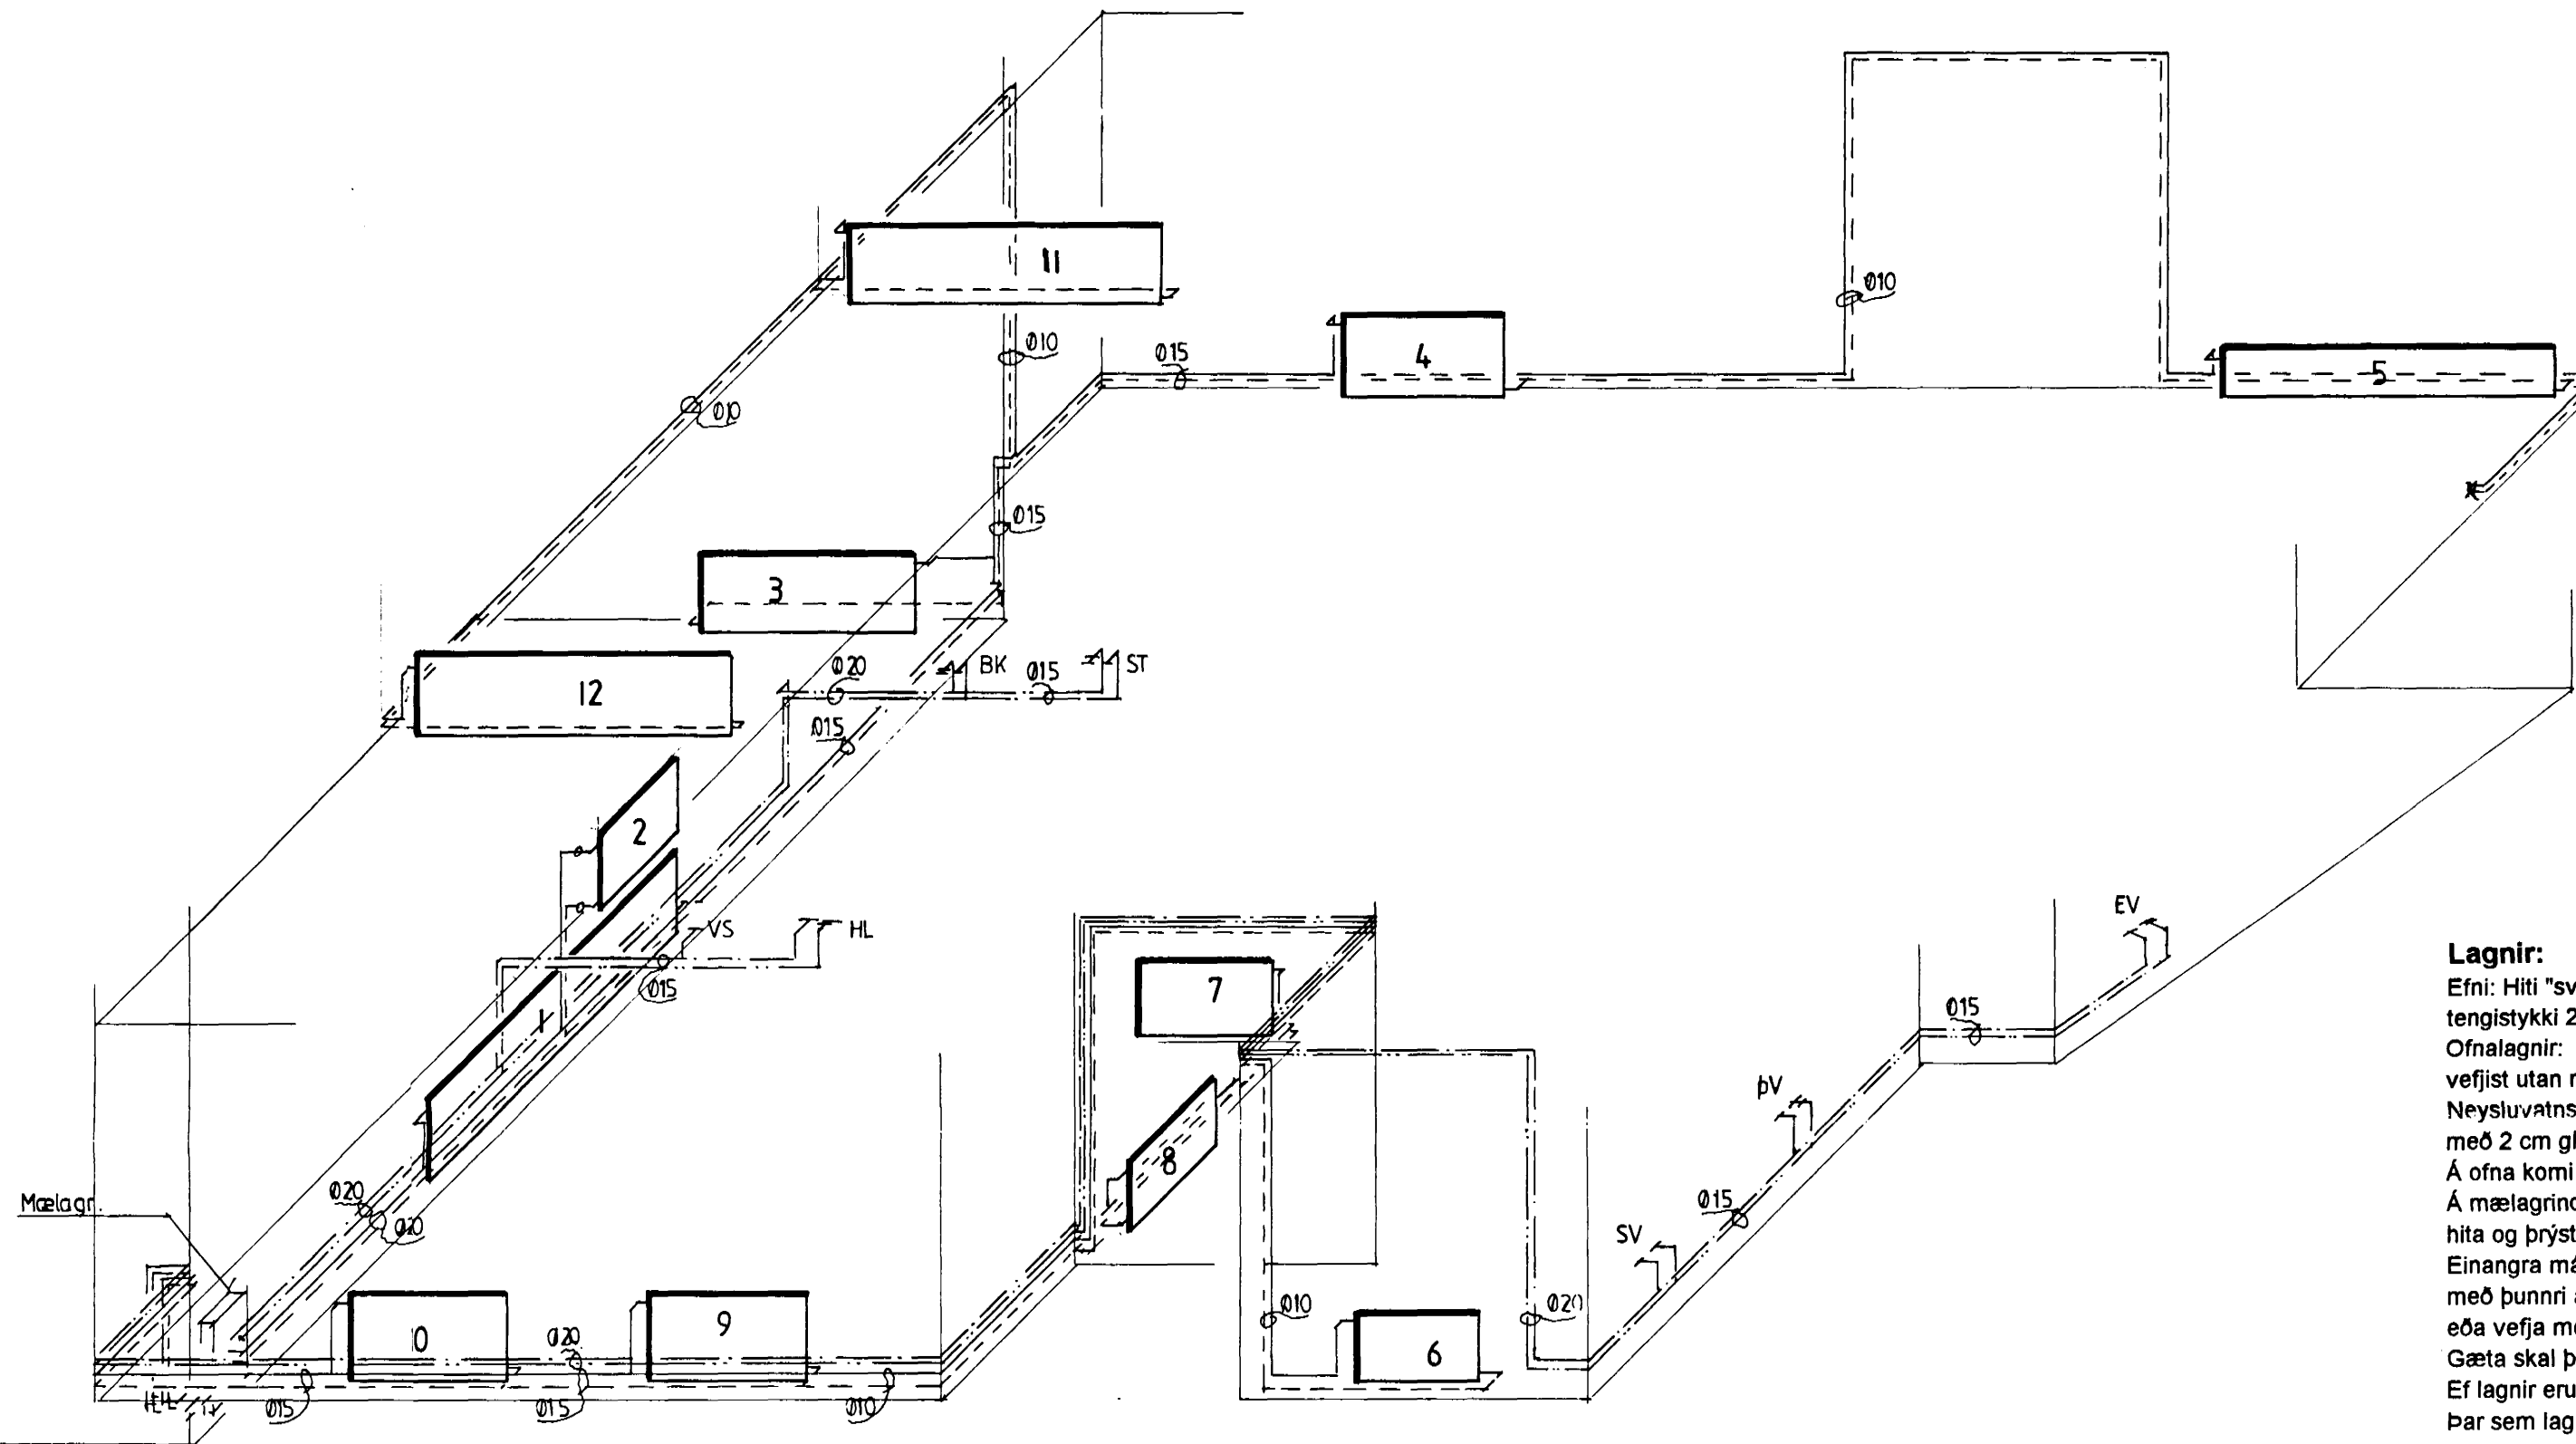 11
Ø10
Ø10
Ø15
4
Ø10
5
Ø15
3
12
Ø20
BK
Ø15
ST
Ø15
2
VS
HL
Ø15
1
Mælagr.
Ø20
Ø20
10
Ø20
9
Ø15
Ø15
Ø10
7
8
Ø10
6
Ø20
SV
Ø15
ÞV
Ø15
EV
Lagnir:
Efni: Hiti "sv
tengistykki 2
Ofnalagnir:
vefjist utan
Neysluvatns
með 2 cm gl
Á ofna komi
Á mælagrind
hita og þrýst
Einangra má
með þunnri
eða vefja
Gæta skal þ
Ef lagnir eru
Þar sem lag